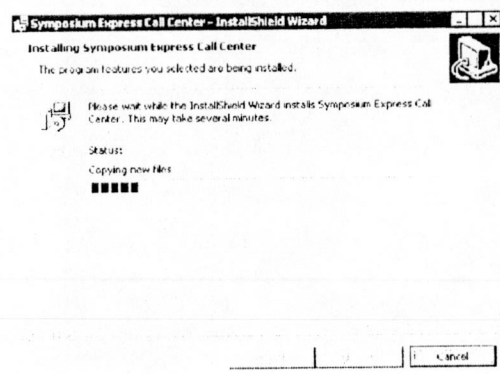 Symposium Express Call Center - InstallShield Wizard
Installing Symposium Express Call Center
The program features you selected are being installed.
Please wait while the InstallShield Wizard installs Symposium Express Call
Center. This may take several minutes.
Status:
Copying new files
Cancel